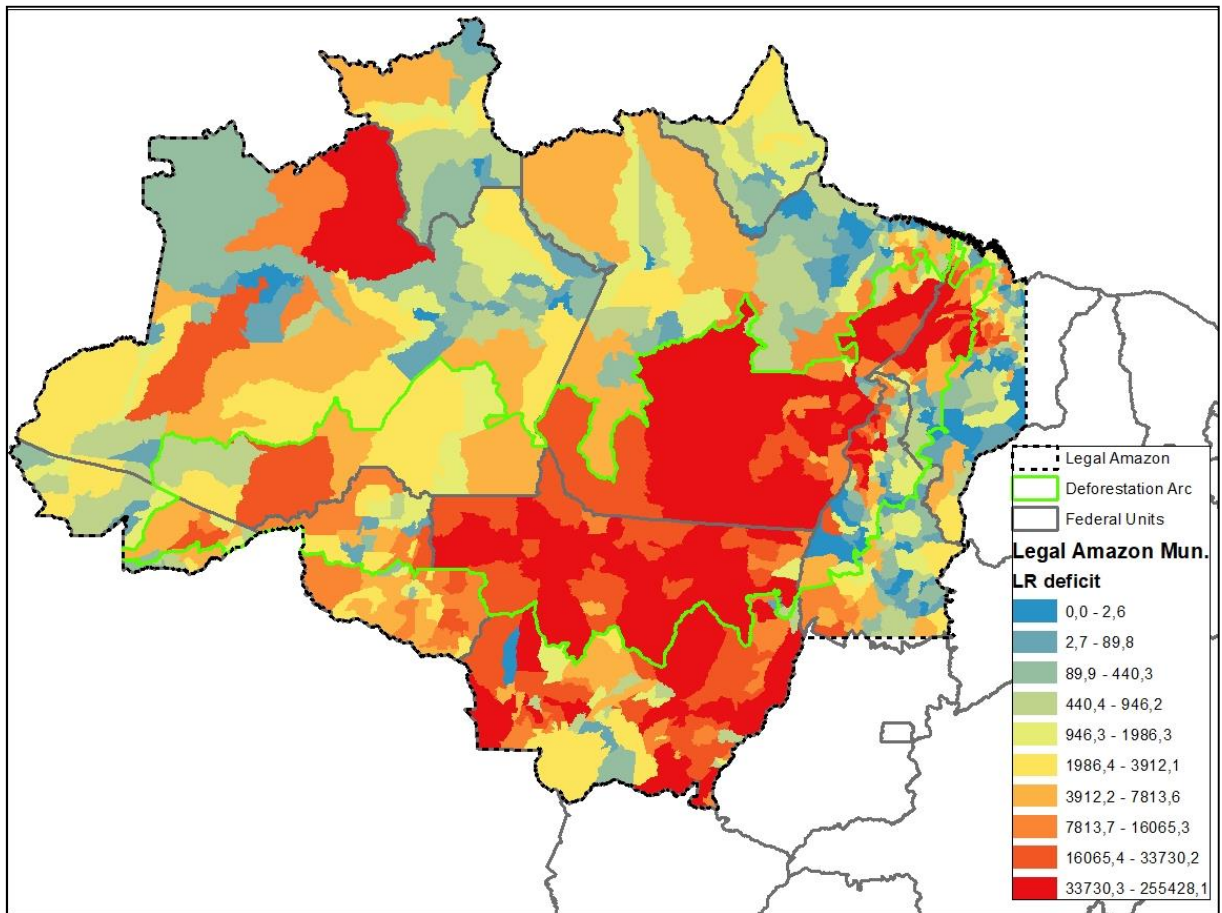 Legal Amazon
Deforestation Arc
Federal Units
Legal Amazon Mun.
LR deficit
0,0 - 2,6
2,7 - 89,8
89,9 - 440,3
440,4 - 946,2
946,3 - 1986,3
1986,4 - 3912,1
3912,2 - 7813,6
7813,7 - 16065,3
16065,4 - 33730,2
33730,3 - 255428,1